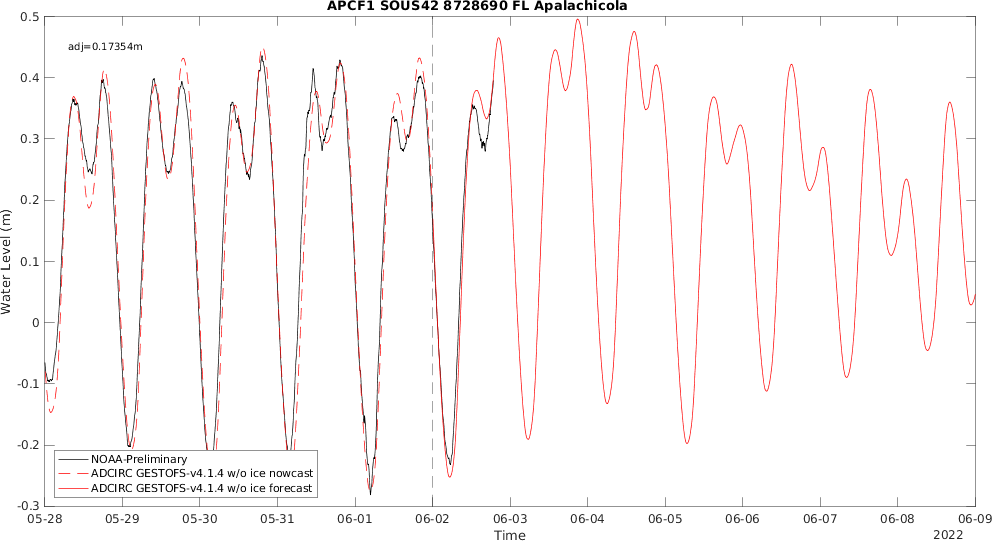 APCF1 SOUS42 8728690 FL Apalachicola
adj=0.17354m
0.5
0.4
0.3
0.2
0.1
0
-0.1
-0.2
-0.3
Water Level (m)
NOAA-Preliminary
ADCIRC GESTOFS-v4.1.4 w/o ice nowcast
ADCIRC GESTOFS-v4.1.4 w/o ice forecast
05-28 05-29 05-30 05-31 06-01 06-02 06-03 06-04 06-05 06-06 06-07 06-08 06-09
Time
2022